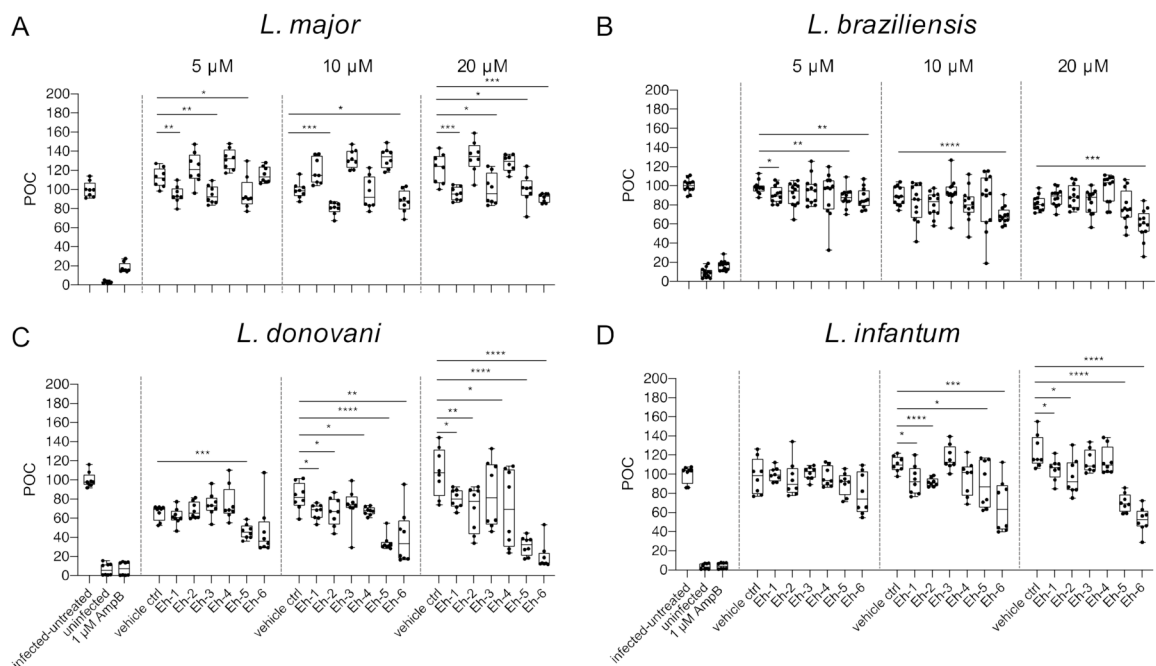 A
L. major
B
L. braziliensis
5 µM
10 µM
20 µM
5 µM
10 µM
20 µM
POC
200
180
160
140
120
100
80
60
40
20
0
*
**
**
*
***
***
*
*
***
POC
200
180
160
140
120
100
80
60
40
20
0
**
**
*
****
***
C
L. donovani
D
L. infantum
POC
200
180
160
140
120
100
80
60
40
20
0
***
**
****
*
*
*
****
****
*
**
*
POC
200
180
160
140
120
100
80
60
40
20
0
***
*
****
*
****
****
*
*
infected-untreated
uninfected
1 µM AmpB
vehicle ctrl
Eh-1
Eh-2
Eh-3
Eh-4
Eh-5
Eh-6
vehicle ctrl
Eh-1
Eh-2
Eh-3
Eh-4
Eh-5
Eh-6
vehicle ctrl
Eh-1
Eh-2
Eh-3
Eh-4
Eh-5
Eh-6
infected-untreated
uninfected
1 µM AmpB
vehicle ctrl
Eh-1
Eh-2
Eh-3
Eh-4
Eh-5
Eh-6
vehicle ctrl
Eh-1
Eh-2
Eh-3
Eh-4
Eh-5
Eh-6
vehicle ctrl
Eh-1
Eh-2
Eh-3
Eh-4
Eh-5
Eh-6